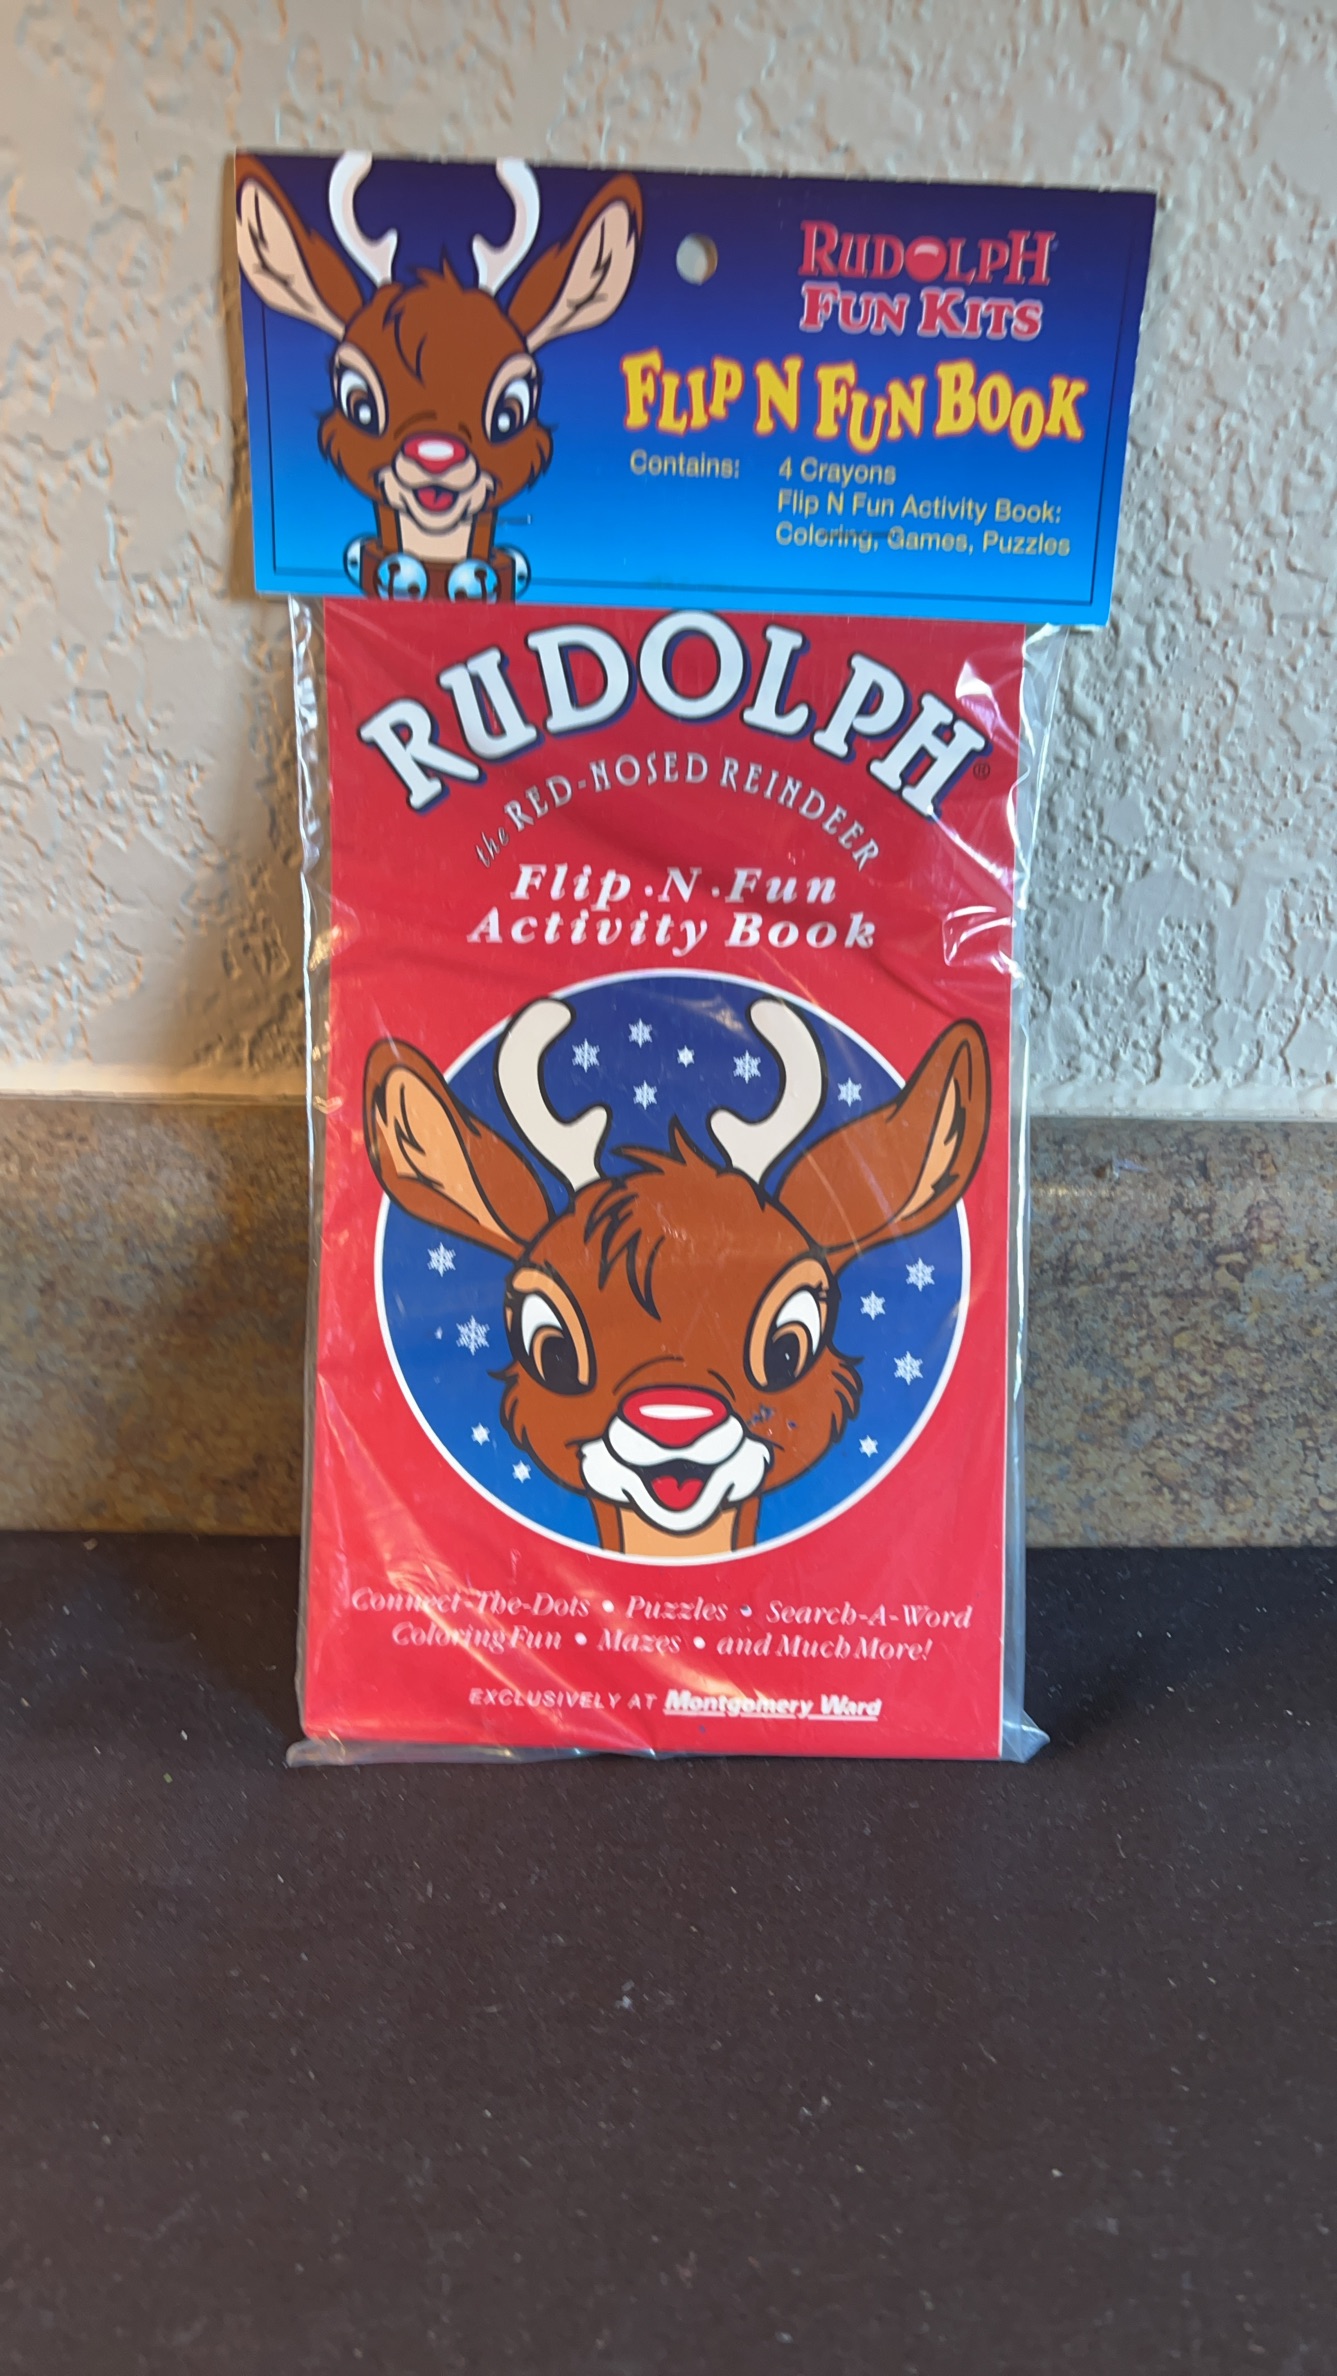 RUDOLPH
FUN KITS
FLIP N FUN BOOK
Contains: 4 Crayons
Flip N Fun Activity Book:
Coloring, Games, Puzzles
RUDOLPH®
the RED-NOSED REINDEER
Flip·N·Fun
Activity Book
Connect-The-Dots • Puzzles • Search-A-Word
Coloring Fun • Mazes • and Much More!
EXCLUSIVELY AT Montgomery Ward